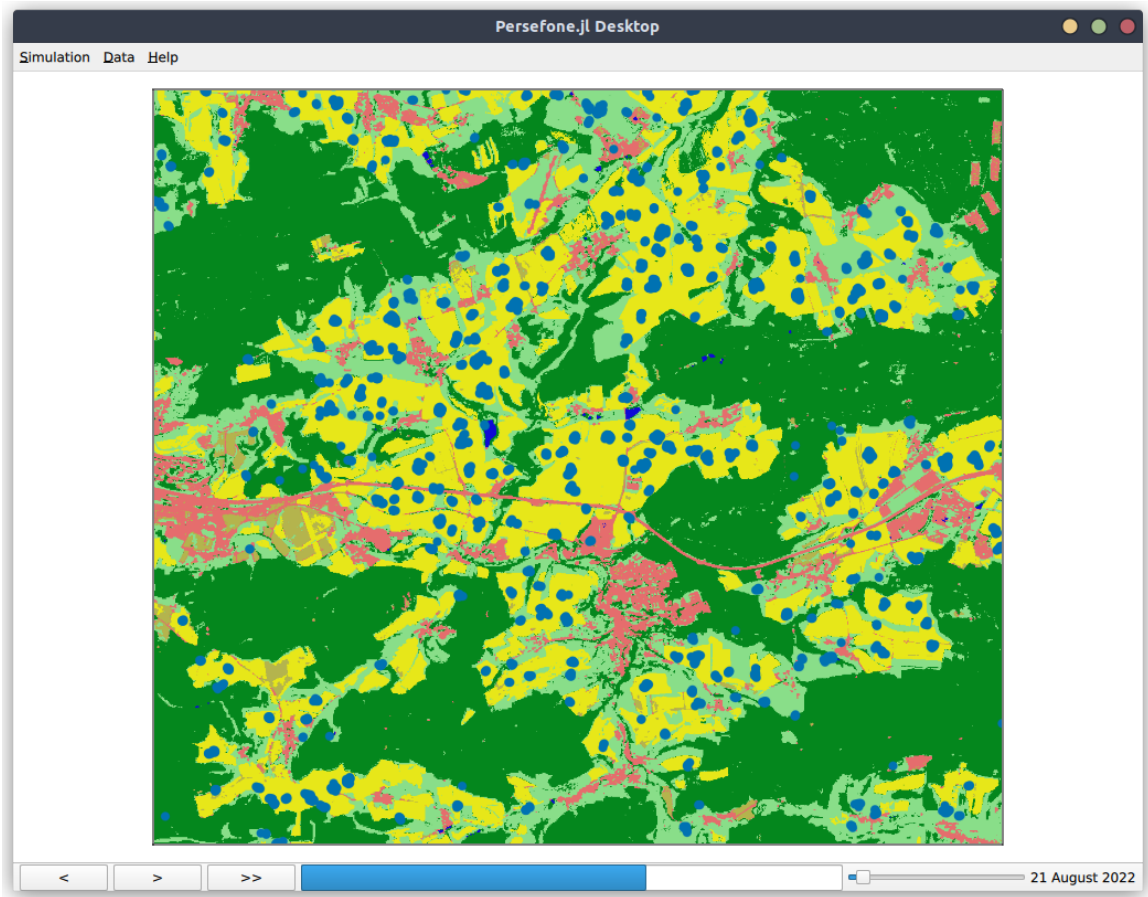 Persefone.jl Desktop
Simulation Data Help
< > >> 21 August 2022